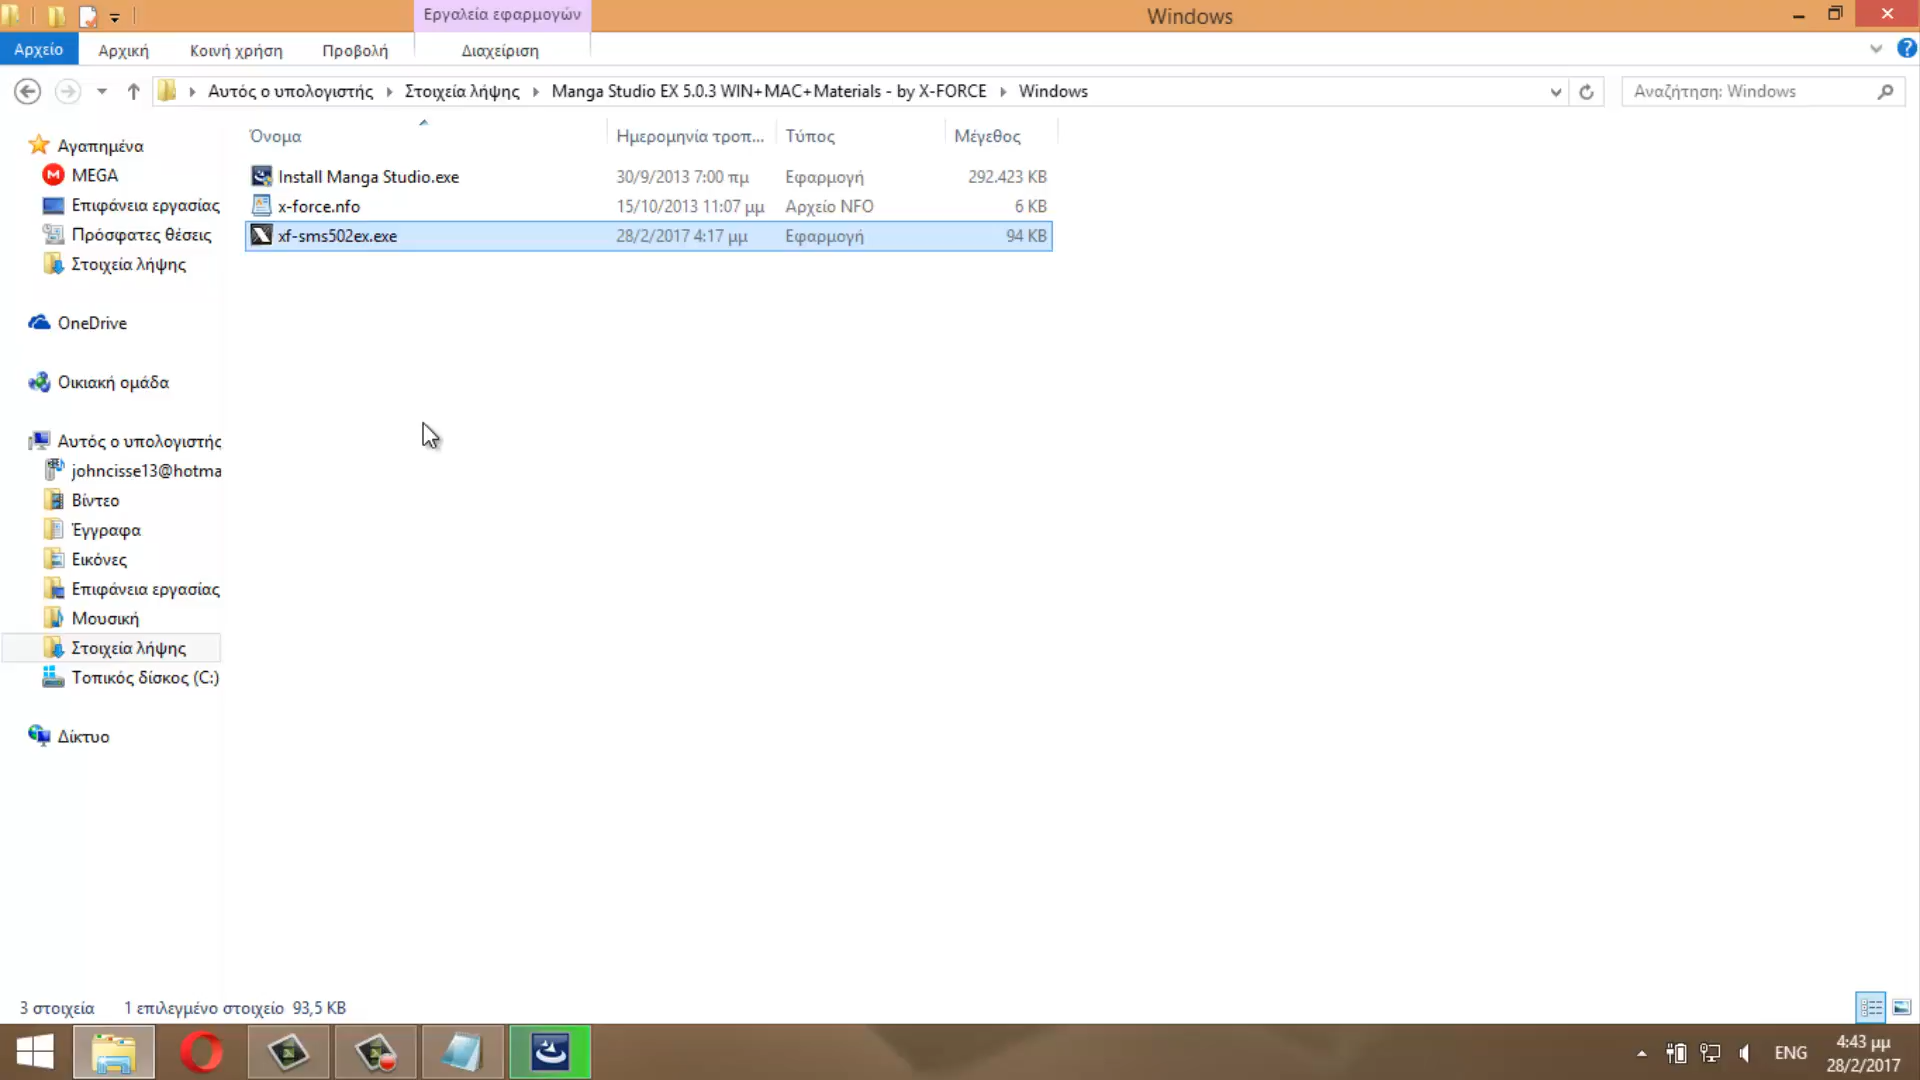 Εργαλεία εφαρμογών
Windows
Αρχείο Αρχική Κοινή χρήση Προβολή Διαχείριση
Αυτός ο υπολογιστής Στοιχεία λήψης Manga Studio EX 5.0.3 WIN+MAC+Materials - by X-FORCE Windows
Αναζήτηση: Windows
Όνομα Ημερομηνία τροπ... Τύπος Μέγεθος
Install Manga Studio.exe 30/9/2013 7:00 πμ Εφαρμογή 292.423 KB
x-force.nfo 15/10/2013 11:07 μμ Αρχείο NFO 6 KB
xf-sms502ex.exe 28/2/2017 4:17 μμ Εφαρμογή 94 KB
Αγαπημένα
MEGA
Επιφάνεια εργασίας
Πρόσφατες θέσεις
Στοιχεία λήψης
OneDrive
Οικιακή ομάδα
Αυτός ο υπολογιστής
johncisse13@hotma
Βίντεο
Έγγραφα
Εικόνες
Επιφάνεια εργασίας
Μουσική
Στοιχεία λήψης
Τοπικός δίσκος (C:)
Δίκτυο
3 στοιχεία 1 επιλεγμένο στοιχείο 93,5 KB
ENG
4:43 μμ
28/2/2017